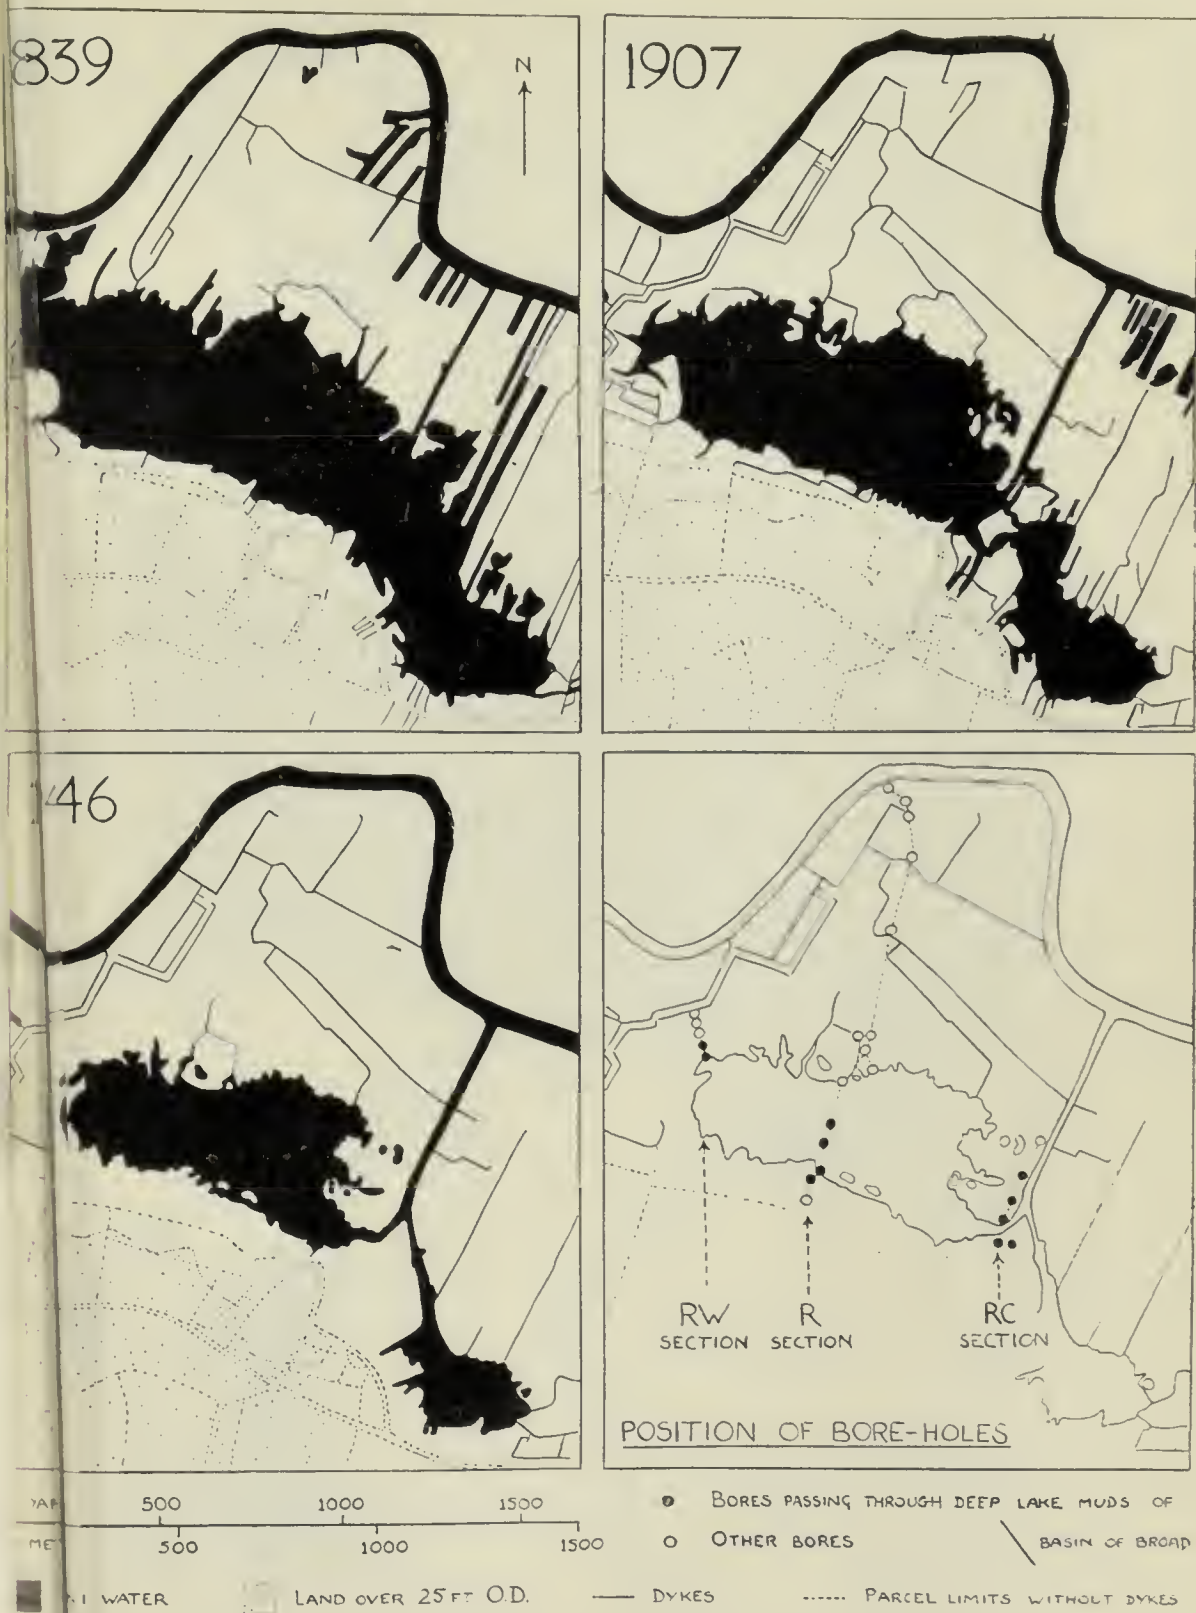 839
N
1907
46
RW SECTION
R SECTION
RC SECTION
POSITION OF BORE-HOLES
500 1000 1500
500 1000 1500
● BORES PASSING THROUGH DEEP LAKE MUDS OF
○ OTHER BORES
BASIN OF BROAD
WATER
LAND OVER 25 FT O.D.
DYKES
PARCEL LIMITS WITHOUT DYKES